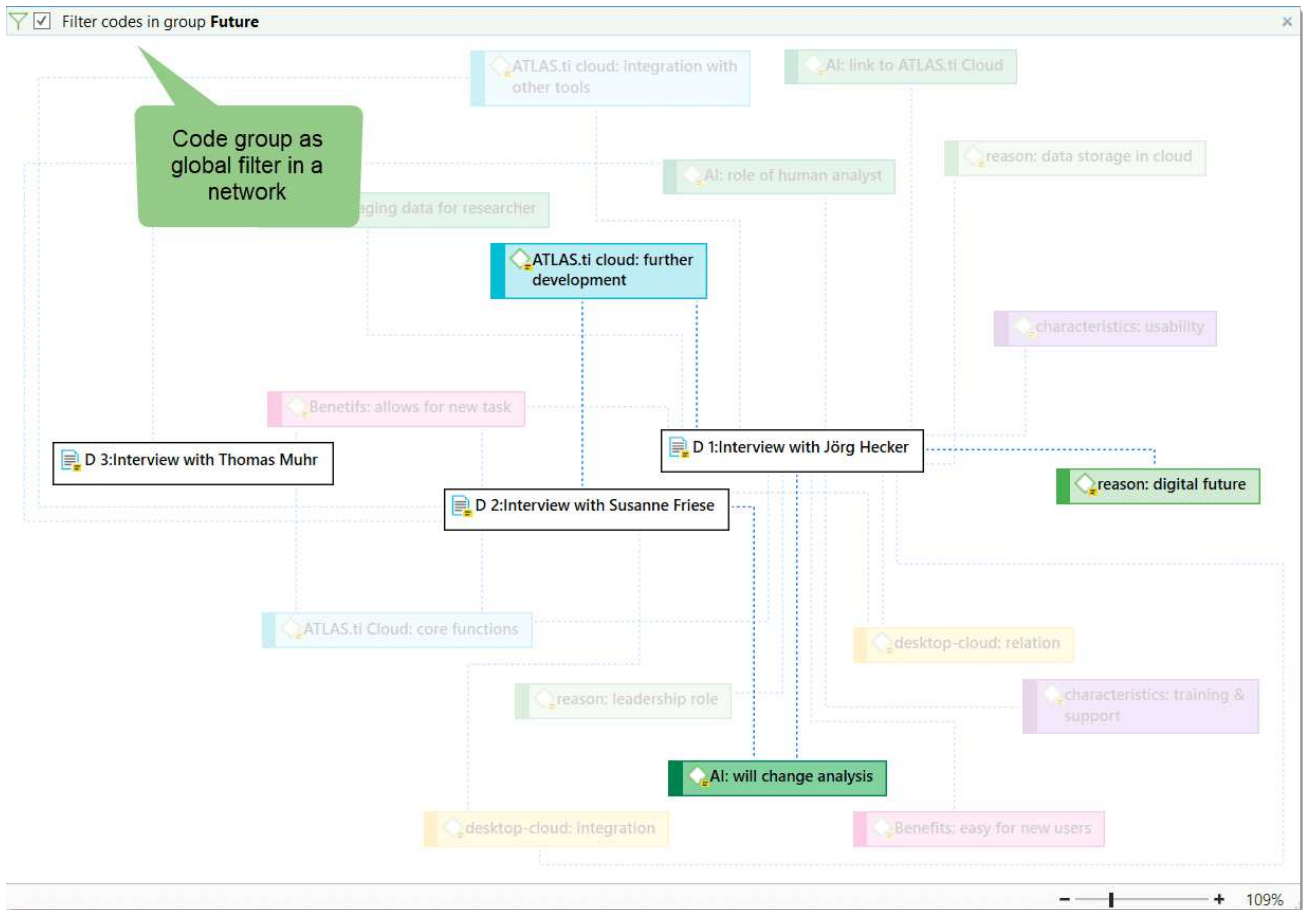 Filter codes in group Future
ATLAS.ti cloud: integration with
other tools
AI: link to ATLAS.ti Cloud
Code group as
global filter in a
network
reason: data storage in cloud
AI: role of human analyst
data for researcher
ATLAS.ti cloud: further
development
characteristics: usability
Benetifs: allows for new task
D 1:Interview with Jörg Hecker
D 3:Interview with Thomas Muhr
reason: digital future
D 2:Interview with Susanne Friese
ATLAS.ti Cloud: core functions
desktop-cloud: relation
reason: leadership role
characteristics: training &
support
AI: will change analysis
desktop-cloud: integration
Benefits: easy for new users
109%